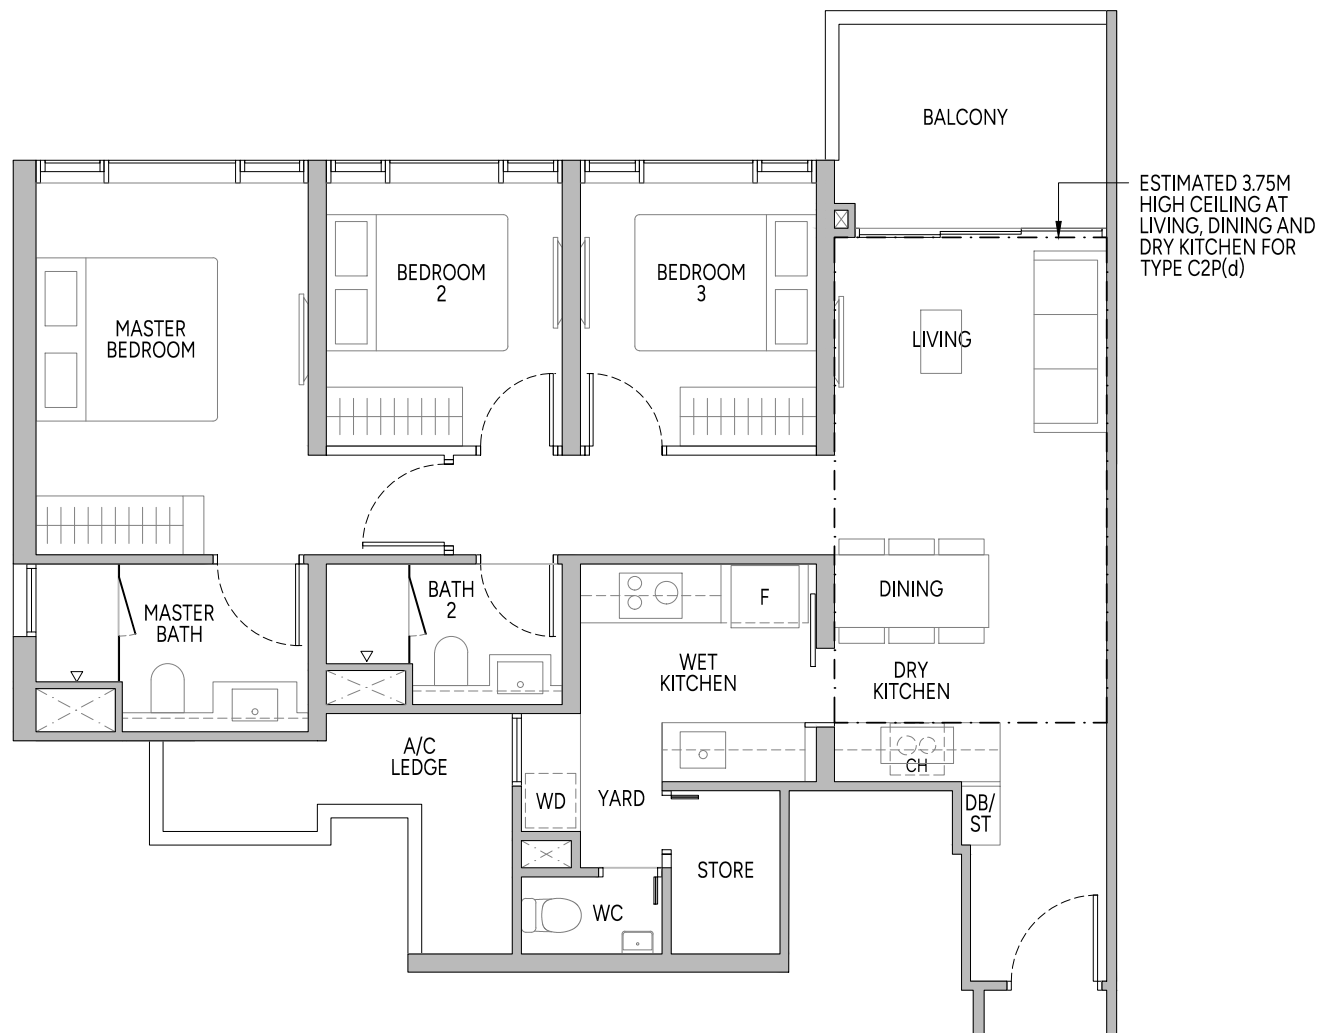 BALCONY
ESTIMATED 3.75M
HIGH CEILING AT
LIVING, DINING AND
DRY KITCHEN FOR
TYPE C2P(d)
MASTER
BEDROOM
BEDROOM
2
BEDROOM
3
LIVING
MASTER
BATH
BATH
2
F
DINING
WET
KITCHEN
DRY
KITCHEN
A/C
LEDGE
CH
WD
YARD
DB/
ST
STORE
WC